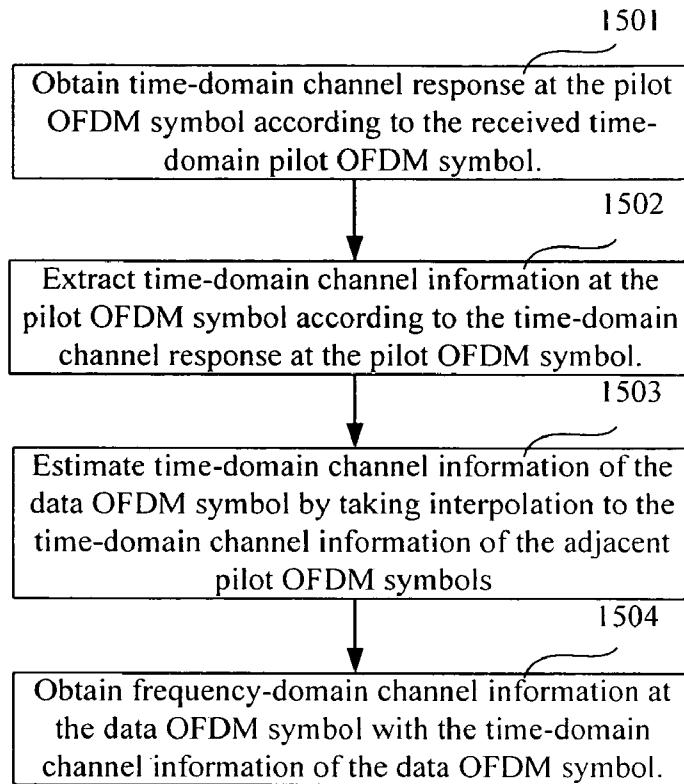 1501
Obtain time-domain channel response at the pilot
OFDM symbol according to the received time-
domain pilot OFDM symbol.
1502
Extract time-domain channel information at the
pilot OFDM symbol according to the time-domain
channel response at the pilot OFDM symbol.
1503
Estimate time-domain channel information of the
data OFDM symbol by taking interpolation to the
time-domain channel information of the adjacent
pilot OFDM symbols
1504
Obtain frequency-domain channel information at
the data OFDM symbol with the time-domain
channel information of the data OFDM symbol.